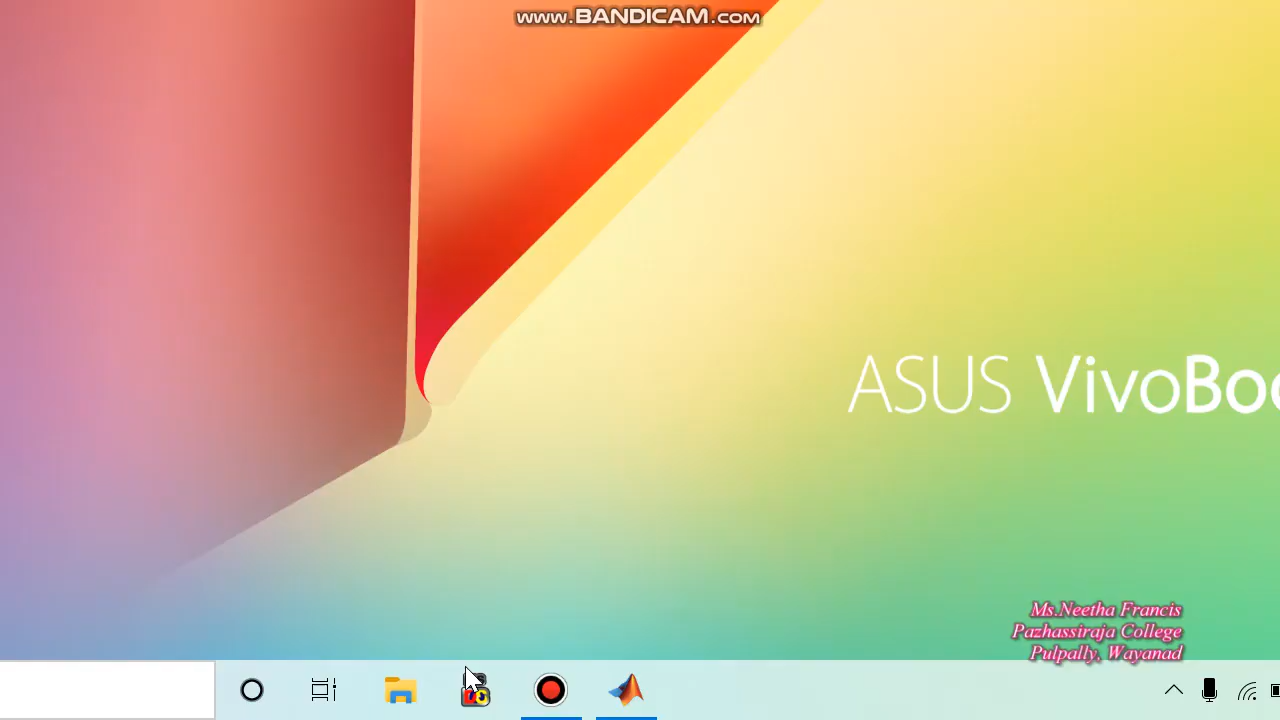 www.BANDICAM.com
ASUS VivoBoo
Ms.Neetha Francis
Pazhassiraja College
Pulpally, Wayanad